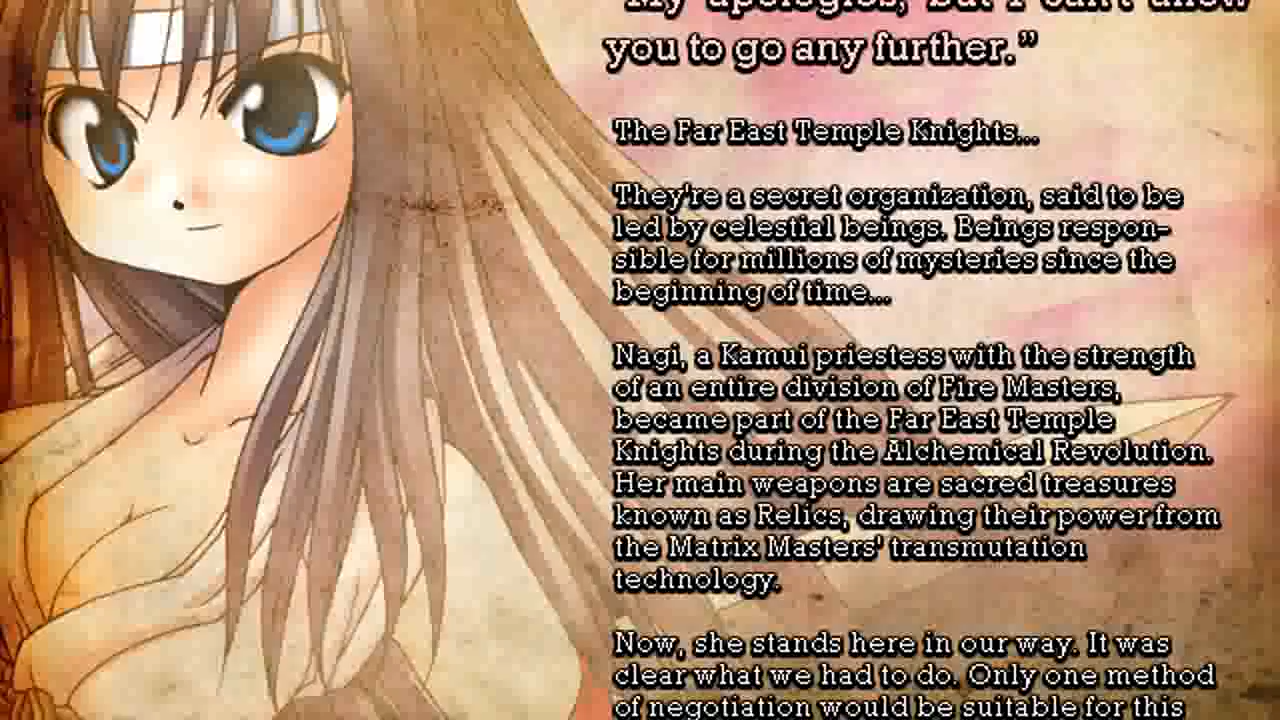 "My apologies, but I can't allow
you to go any further."
The Far East Temple Knights...
They're a secret organization, said to be
led by celestial beings. Beings respon-
sible for millions of mysteries since the
beginning of time...
Nagi, a Kamui priestess with the strength
of an entire division of Fire Masters,
became part of the Far East Temple
Knights during the Alchemical Revolution.
Her main weapons are sacred treasures
known as Relics, drawing their power from
the Matrix Masters' transmutation
technology.
Now, she stands here in our way. It was
clear what we had to do. Only one method
of negotiation would be suitable for this